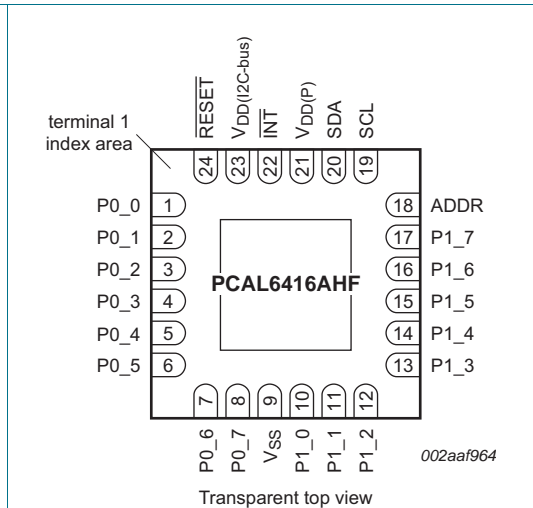 RESET
VDD(I2C-bus)
INT
VDD(P)
SDA
SCL
terminal 1
index area
24 23 22 21 20 19
P0_0 1 18 ADDR
P0_1 2 17 P1_7
P0_2 3 16 P1_6
PCAL6416AHF
P0_3 4 15 P1_5
P0_4 5 14 P1_4
P0_5 6 13 P1_3
7 8 9 10 11 12
P0_6
P0_7
VSS
P1_0
P1_1
P1_2
002aaf964
Transparent top view